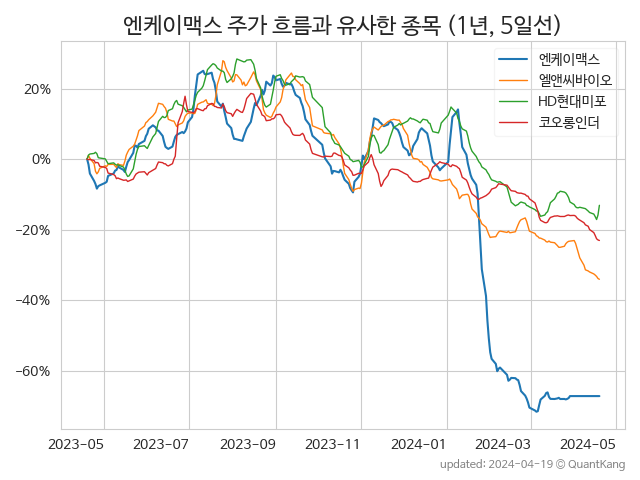 엔케이맥스 주가 흐름과 유사한 종목 (1년, 5일선)
엔케이맥스
엘앤씨바이오
HD현대미포
코오롱인더
20%
0%
−20%
−40%
−60%
2023-05 2023-07 2023-09 2023-11 2024-01 2024-03 2024-05
updated: 2024-04-19 © QuantKang